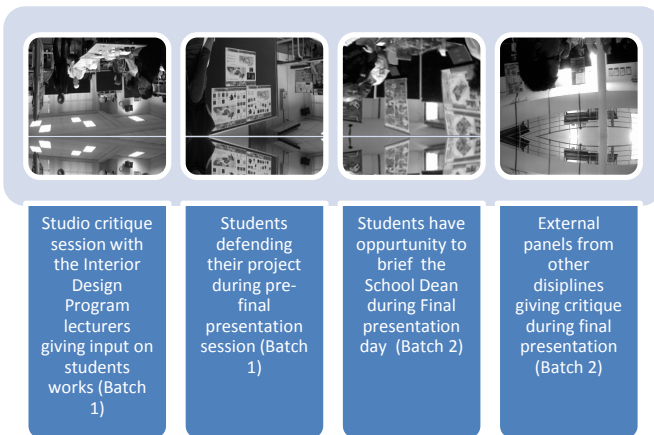 Studio critique
session with
the Interior
Design
Program
lecturers
giving input on
students
works (Batch
1)
Students
defending
their project
during pre-
final
presentation
session (Batch
1)
Students have
oppurtunity to
brief the
School Dean
during Final
presentation
day (Batch 2)
External
panels from
other
disiplines
giving critique
during final
presentation
(Batch 2)